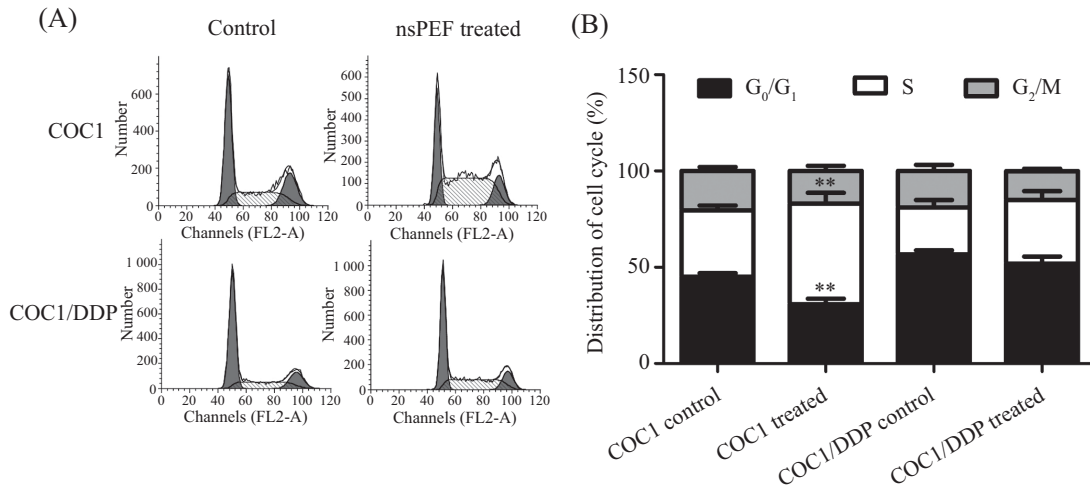 (A)
Control
nsPEF treated
COC1
Number
600
400
200
0
0 20 40 60 80 100 120
Channels (FL2-A)
Number
600
500
400
300
200
100
0
0 20 40 60 80 100 120
Channels (FL2-A)
COC1/DDP
Number
1 000
800
600
400
200
0
0 20 40 60 80 100 120
Channels (FL2-A)
Number
1 000
800
600
400
200
0
0 20 40 60 80 100 120
Channels (FL2-A)
(B)
Distribution of cell cycle (%)
150
100
50
0
G₀/G₁ S G₂/M
**
**
COC1 control
COC1 treated
COC1/DDP control
COC1/DDP treated